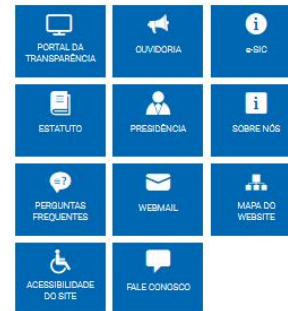 PORTAL DA
TRANSPARÊNCIA
OUVIDORIA
e-SIC
ESTATUTO
PRESIDÊNCIA
SOBRE NÓS
PERGUNTAS
FREQUENTES
WEBMAIL
MAPA DO
WEBSITE
ACESSIBILIDADE
DO SITE
FALE CONOSCO